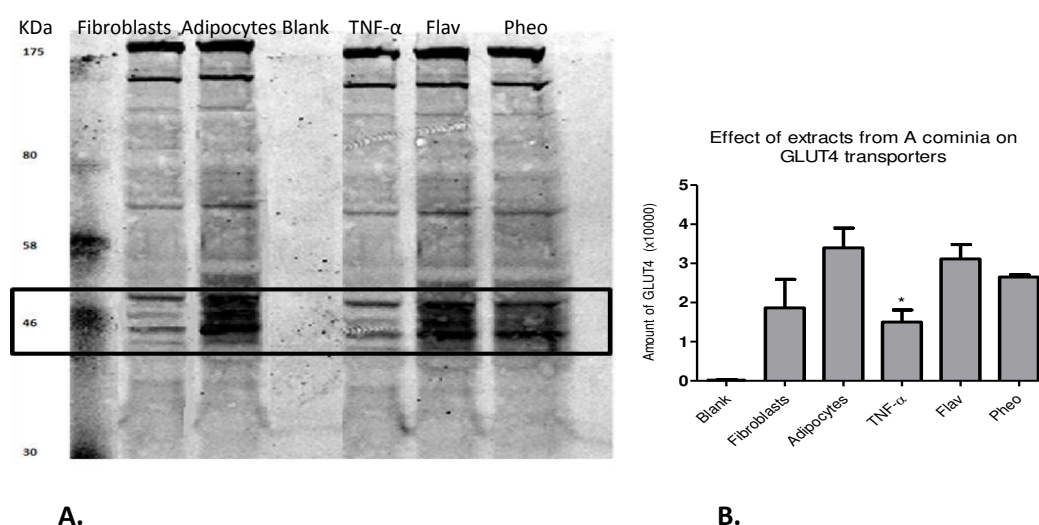 KDa Fibroblasts Adipocytes Blank TNF-α Flav Pheo
175
80
58
46
30
A.
Effect of extracts from A cominia on
GLUT4 transporters
Amount of GLUT4 (x10000)
5
4
3
2
1
0
*
Blank
Fibroblasts
Adipocytes
TNF-α
Flav
Pheo
B.